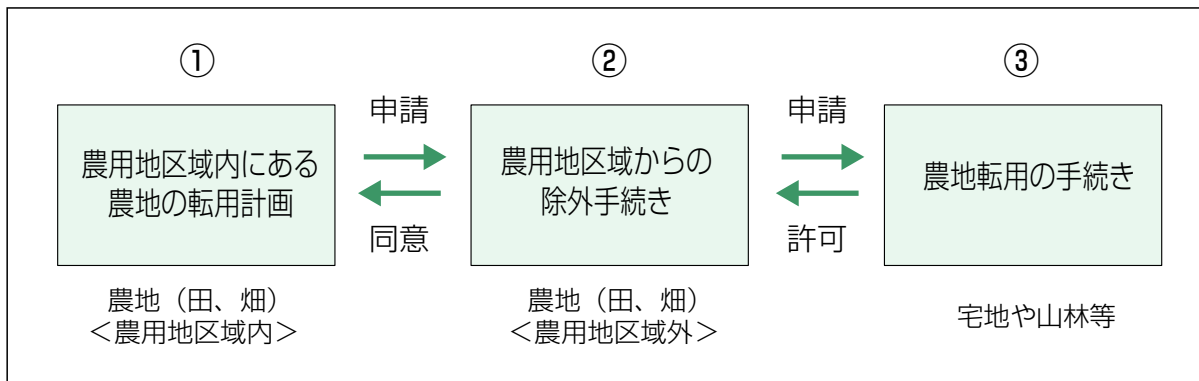 ①
農用地区域内にある
農地の転用計画
農地（田、畑）
＜農用地区域内＞
申請
同意
②
農用地区域からの
除外手続き
農地（田、畑）
＜農用地区域外＞
申請
許可
③
農地転用の手続き
宅地や山林等